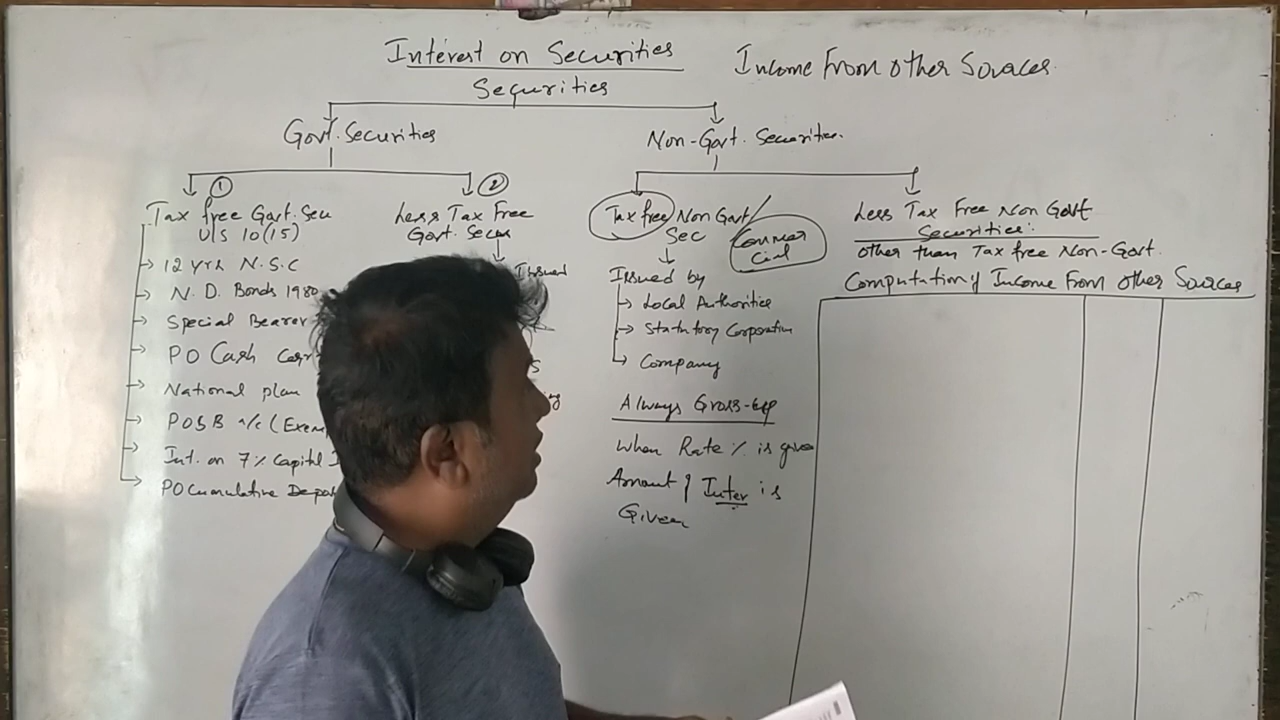 Interest on Securities
Income From Other Sources
Securities
Govt. Securities
Non-Govt. Securities.
①
②
Tax free Govt. Sec
U/S 10(15)
Less Tax Free
Govt. Secur
Tax free Non Govt
Sec
Commer
cial
Less Tax Free Non Govt
Securities:
other than Tax free Non-Govt.
Issued
12 yrs N.S.C
N. D. Bonds 1980
Special Bearer
PO Cash
National plan
POSB a/c (Exem
Int. on 7% Capital I
PO Cumulative Depo
Issued by
Local Authorities
Statutory Corporation
Company
Always Gross-up
When Rate % is given
Amount of Inter is
Given
Computation of Income From other Sources